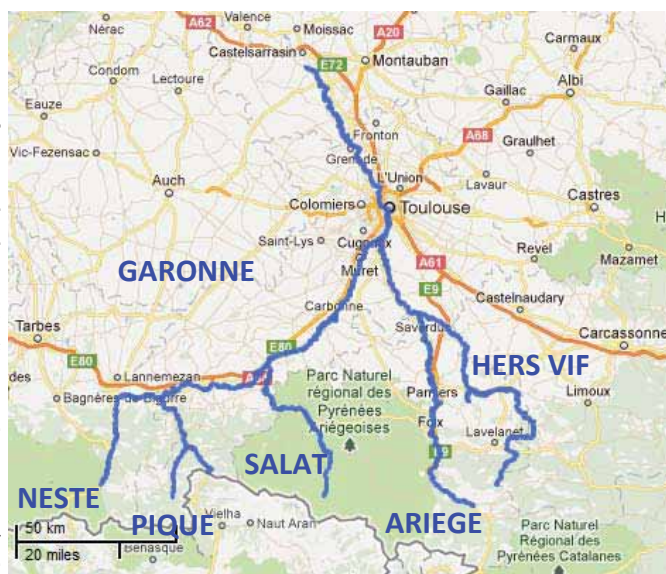 Nérac
A62
Valence
Moissac
Castelsarrasin
A20
Carmaux
E72
Montauban
Condom
Lectoure
Gaillac
Albi
Eauze
Fronton
A68
Graulhet
Vic-Fezensac
Grenade
L'Union
Lavaur
Auch
Colomiers
Toulouse
Castres
Saint-Lys
Cugnaux
Revel
Mazamet
GARONNE
Muret
A61
E9
Castelnaudary
Tarbes
Carbonne
Saverdun
Carcassonne
E80
E80
HERS VIF
des
Lannemezan
Parc Naturel
régional des
Pyrénées
Ariégeoises
Pamiers
Limoux
Bagnères de Bigorre
Foix
Lavelanet
SALAT
E9
NESTE
PIQUE
ARIEGE
50 km
20 miles
Vielha
Naut Aran
Benasque
Parc Naturel
Régional des
Pyrénées Catalanes